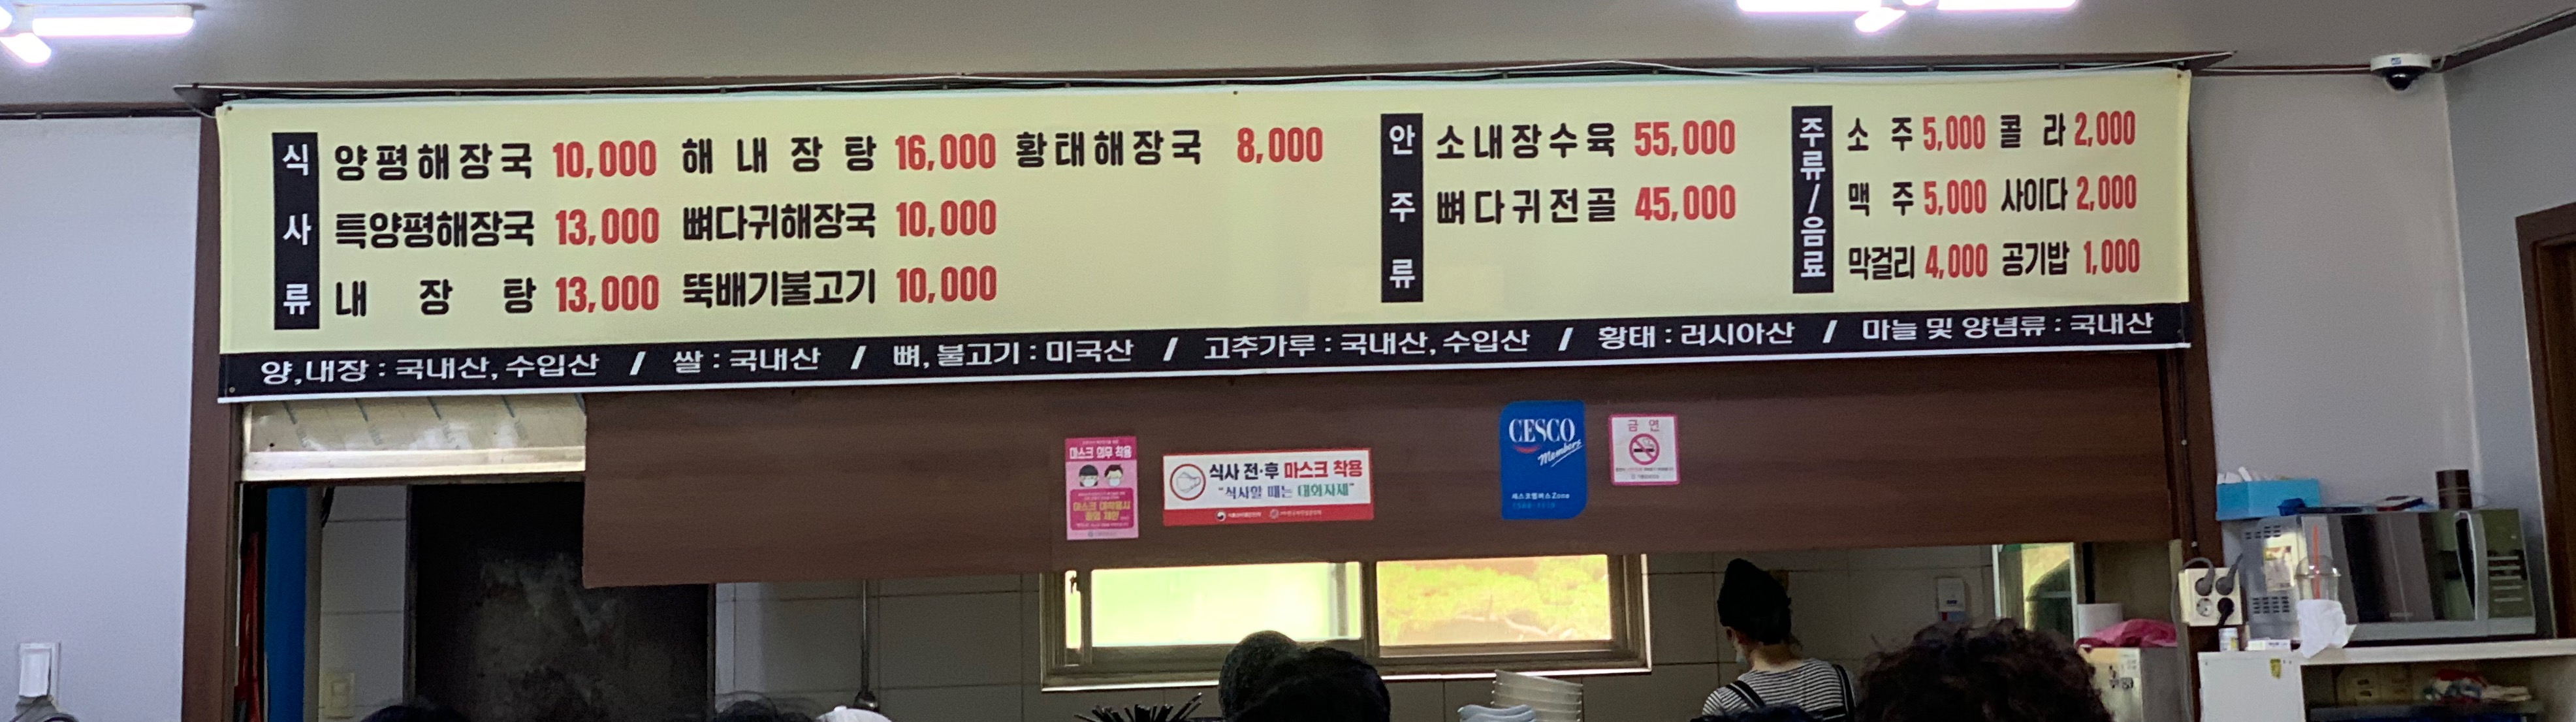 식사류
양평해장국 10,000 해내장탕 16,000 황태해장국 8,000
특양평해장국 13,000 뼈다귀해장국 10,000
내장탕 13,000 뚝배기불고기 10,000
안주류
소내장수육 55,000
뼈다귀전골 45,000
주류/음료
소주 5,000 콜라 2,000
맥주 5,000 사이다 2,000
막걸리 4,000 공기밥 1,000
양,내장 : 국내산, 수입산 / 쌀 : 국내산 / 뼈, 불고기 : 미국산 / 고추가루 : 국내산, 수입산 / 황태 : 러시아산 / 마늘 및 양념류 : 국내산
마스크 의무 착용
식사 전·후 마스크 착용
"식사할 때는 대화자제"
CESCO
Members
세스코멤버스 Zone
금연